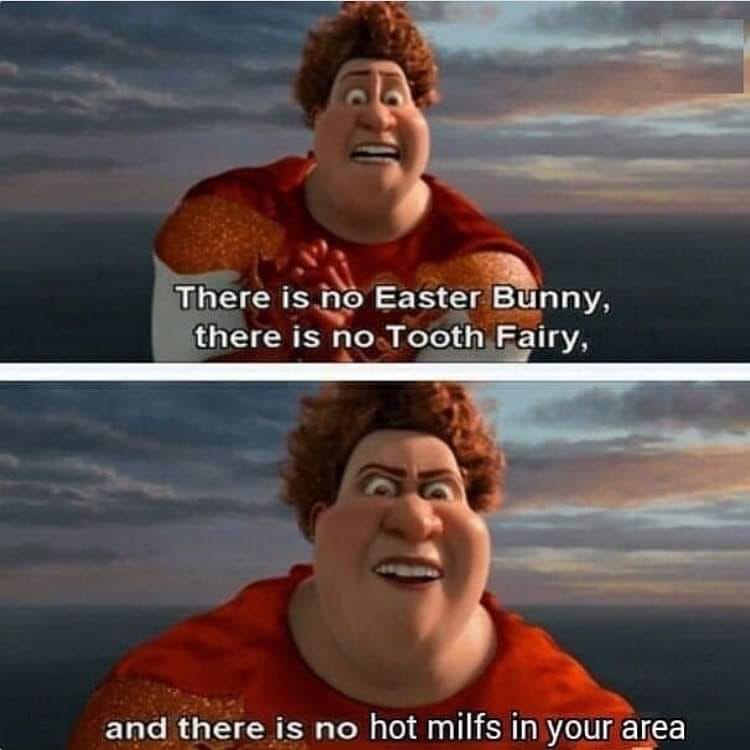 There is no Easter Bunny,
there is no Tooth Fairy,
and there is no hot milfs in your area